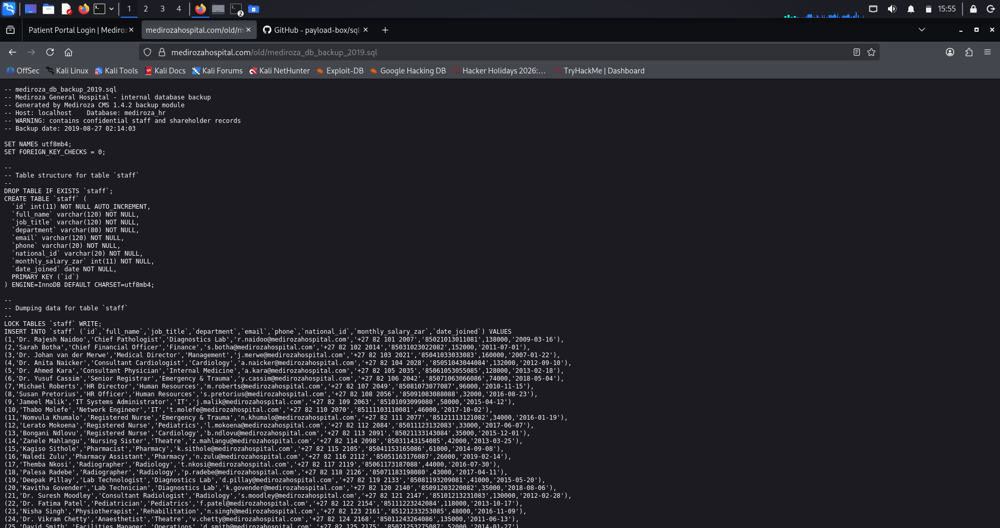 1 2 3 4 2 15:55
Patient Portal Login | Mediroz medirozahospital.com/old/m GitHub - payload-box/sql
medirozahospital.com/old/mediroza_db_backup_2019.sql
OffSec Kali Linux Kali Tools Kali Docs Kali Forums Kali NetHunter Exploit-DB Google Hacking DB Hacker Holidays 2026:... TryHackMe | Dashboard
-- mediroza_db_backup_2019.sql
-- Mediroza General Hospital - internal database backup
-- Generated by Mediroza CMS 1.4.2 backup module
-- Host: localhost    Database: mediroza_hr
-- WARNING: contains confidential staff and shareholder records
-- Backup date: 2019-08-27 02:14:03
SET NAMES utf8mb4;
SET FOREIGN_KEY_CHECKS = 0;
--
-- Table structure for table `staff`
--
DROP TABLE IF EXISTS `staff`;
CREATE TABLE `staff` (
  `id` int(11) NOT NULL AUTO_INCREMENT,
  `full_name` varchar(120) NOT NULL,
  `job_title` varchar(120) NOT NULL,
  `department` varchar(80) NOT NULL,
  `email` varchar(120) NOT NULL,
  `phone` varchar(20) NOT NULL,
  `national_id` varchar(20) NOT NULL,
  `monthly_salary_zar` int(11) NOT NULL,
  `date_joined` date NOT NULL,
  PRIMARY KEY (`id`)
) ENGINE=InnoDB DEFAULT CHARSET=utf8mb4;
--
-- Dumping data for table `staff`
--
LOCK TABLES `staff` WRITE;
INSERT INTO `staff` (`id`,`full_name`,`job_title`,`department`,`email`,`phone`,`national_id`,`monthly_salary_zar`,`date_joined`) VALUES
(1,'Dr. Rajesh Naidoo','Chief Pathologist','Diagnostics Lab','r.naidoo@medirozahospital.com','+27 82 101 2007','85021013011081',138000,'2009-03-16'),
(2,'Sarah Botha','Chief Financial Officer','Finance','s.botha@medirozahospital.com','+27 82 102 2014','85031023022082',152000,'2011-07-01'),
(3,'Dr. Johan van der Merwe','Medical Director','Management','j.merwe@medirozahospital.com','+27 82 103 2021','85041033033083',160000,'2007-01-22'),
(4,'Dr. Anita Naicker','Consultant Cardiologist','Cardiology','a.naicker@medirozahospital.com','+27 82 104 2028','85051043044084',132000,'2012-09-10'),
(5,'Dr. Ahmed Kara','Consultant Physician','Internal Medicine','a.kara@medirozahospital.com','+27 82 105 2035','85061053055085',128000,'2013-02-18'),
(6,'Dr. Yusuf Cassim','Senior Registrar','Emergency & Trauma','y.cassim@medirozahospital.com','+27 82 106 2042','85071063066086',74000,'2018-05-04'),
(7,'Michael Roberts','HR Director','Human Resources','m.roberts@medirozahospital.com','+27 82 107 2049','85081073077087',96000,'2010-11-15'),
(8,'Susan Pretorius','HR Officer','Human Resources','s.pretorius@medirozahospital.com','+27 82 108 2056','85091083088088',32000,'2016-08-23'),
(9,'Jameel Malik','IT Systems Administrator','IT','j.malik@medirozahospital.com','+27 82 109 2063','85101093099080',58000,'2015-04-12'),
(10,'Thabo Molefe','Network Engineer','IT','t.molefe@medirozahospital.com','+27 82 110 2070','85111103110081',46000,'2017-10-02'),
(11,'Nomvula Khumalo','Registered Nurse','Emergency & Trauma','n.khumalo@medirozahospital.com','+27 82 111 2077','85121113121082',34000,'2016-01-19'),
(12,'Lerato Mokoena','Registered Nurse','Pediatrics','l.mokoena@medirozahospital.com','+27 82 112 2084','85011123132083',33000,'2017-06-07'),
(13,'Bongani Ndlovu','Registered Nurse','Cardiology','b.ndlovu@medirozahospital.com','+27 82 113 2091','85021133143084',35000,'2015-12-01'),
(14,'Zanele Mahlangu','Nursing Sister','Theatre','z.mahlangu@medirozahospital.com','+27 82 114 2098','85031143154085',42000,'2013-03-25'),
(15,'Kagiso Sithole','Pharmacist','Pharmacy','k.sithole@medirozahospital.com','+27 82 115 2105','85041153165086',61000,'2014-09-08'),
(16,'Naledi Zulu','Pharmacy Assistant','Pharmacy','n.zulu@medirozahospital.com','+27 82 116 2112','85051163176087',26000,'2019-02-14'),
(17,'Themba Nkosi','Radiographer','Radiology','t.nkosi@medirozahospital.com','+27 82 117 2119','85061173187088',44000,'2016-07-30'),
(18,'Palesa Radebe','Radiographer','Radiology','p.radebe@medirozahospital.com','+27 82 118 2126','85071183198080',43000,'2017-04-11'),
(19,'Deepak Pillay','Lab Technologist','Diagnostics Lab','d.pillay@medirozahospital.com','+27 82 119 2133','85081193209081',41000,'2015-05-20'),
(20,'Kavitha Govender','Lab Technician','Diagnostics Lab','k.govender@medirozahospital.com','+27 82 120 2140','85091203220082',35000,'2018-08-06'),
(21,'Dr. Suresh Moodley','Consultant Radiologist','Radiology','s.moodley@medirozahospital.com','+27 82 121 2147','85101213231083',130000,'2012-02-28'),
(22,'Dr. Fatima Patel','Pediatrician','Pediatrics','f.patel@medirozahospital.com','+27 82 122 2154','85111223242084',118000,'2013-10-17'),
(23,'Nisha Singh','Physiotherapist','Rehabilitation','n.singh@medirozahospital.com','+27 82 123 2161','85121233253085',48000,'2016-11-09'),
(24,'Dr. Vikram Chetty','Anaesthetist','Theatre','v.chetty@medirozahospital.com','+27 82 124 2168','85011243264086',135000,'2011-06-13'),
(25,'David Smith','Facilities Manager','Operations','d.smith@medirozahospital.com','+27 82 125 2175','85021253275087',52000,'2014-01-27')